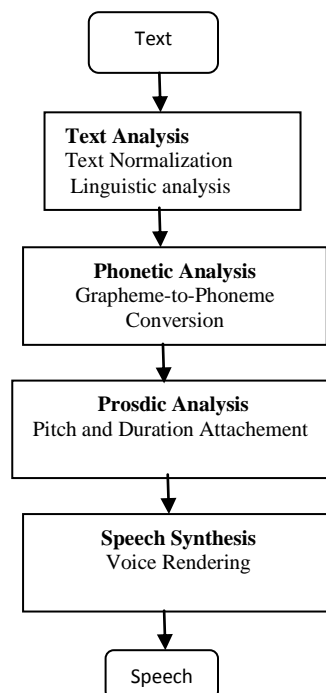 Text
Text Analysis
Text Normalization
Linguistic analysis
Phonetic Analysis
Grapheme-to-Phoneme
Conversion
Prosdic Analysis
Pitch and Duration Attachement
Speech Synthesis
Voice Rendering
Speech